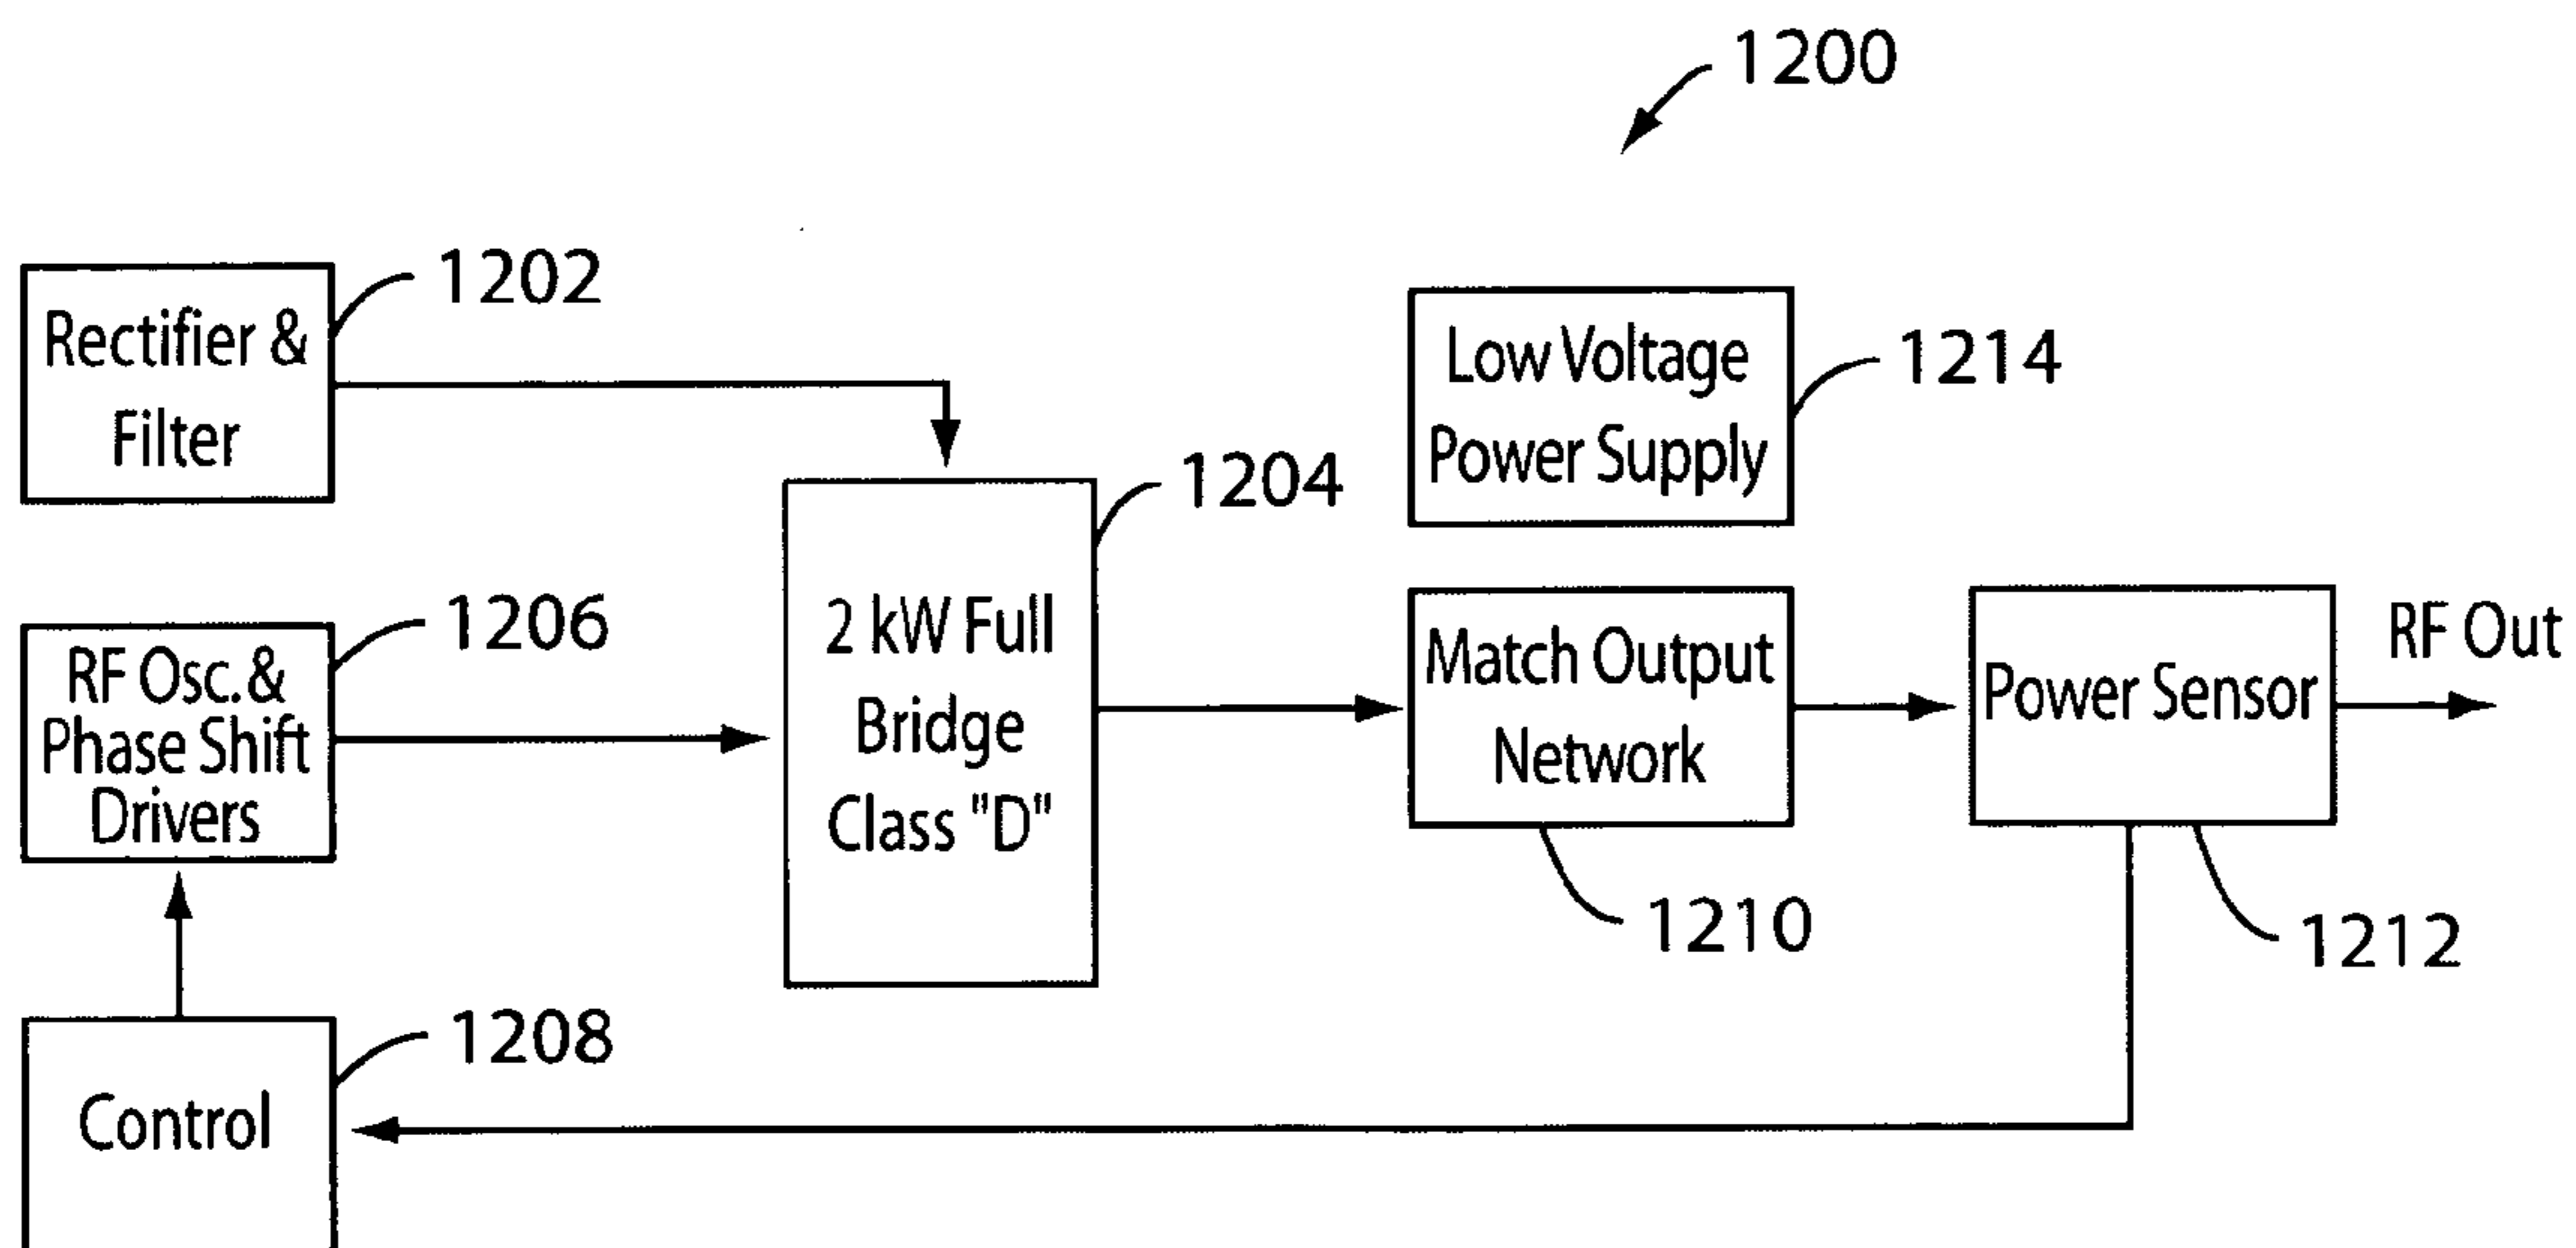 1200
1202
Rectifier &
Filter
1214
Low Voltage
Power Supply
1204
2 kW Full
Bridge
Class "D"
1206
RF Osc.&
Phase Shift
Drivers
Match Output
Network
1210
Power Sensor
RF Out
1212
1208
Control